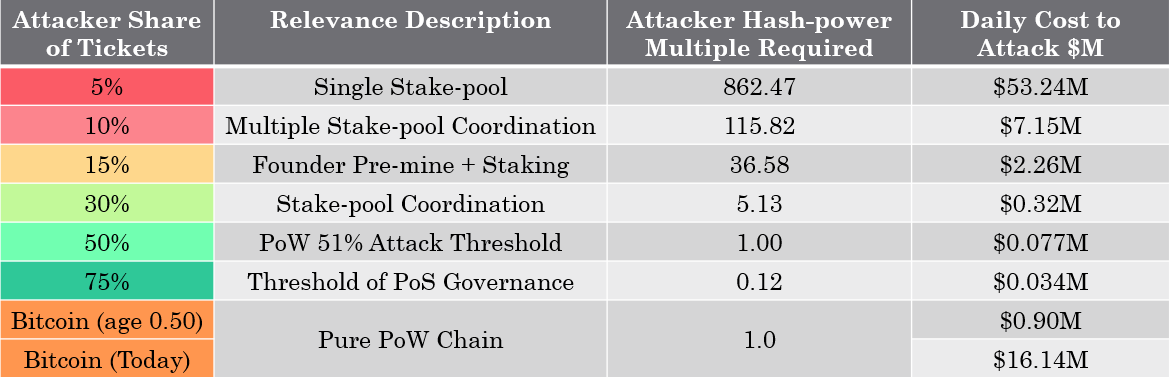 Attacker Share of Tickets Relevance Description Attacker Hash-power Multiple Required Daily Cost to Attack $M
5% Single Stake-pool 862.47 $53.24M
10% Multiple Stake-pool Coordination 115.82 $7.15M
15% Founder Pre-mine + Staking 36.58 $2.26M
30% Stake-pool Coordination 5.13 $0.32M
50% PoW 51% Attack Threshold 1.00 $0.077M
75% Threshold of PoS Governance 0.12 $0.034M
Bitcoin (age 0.50) Pure PoW Chain 1.0 $0.90M
Bitcoin (Today) $16.14M